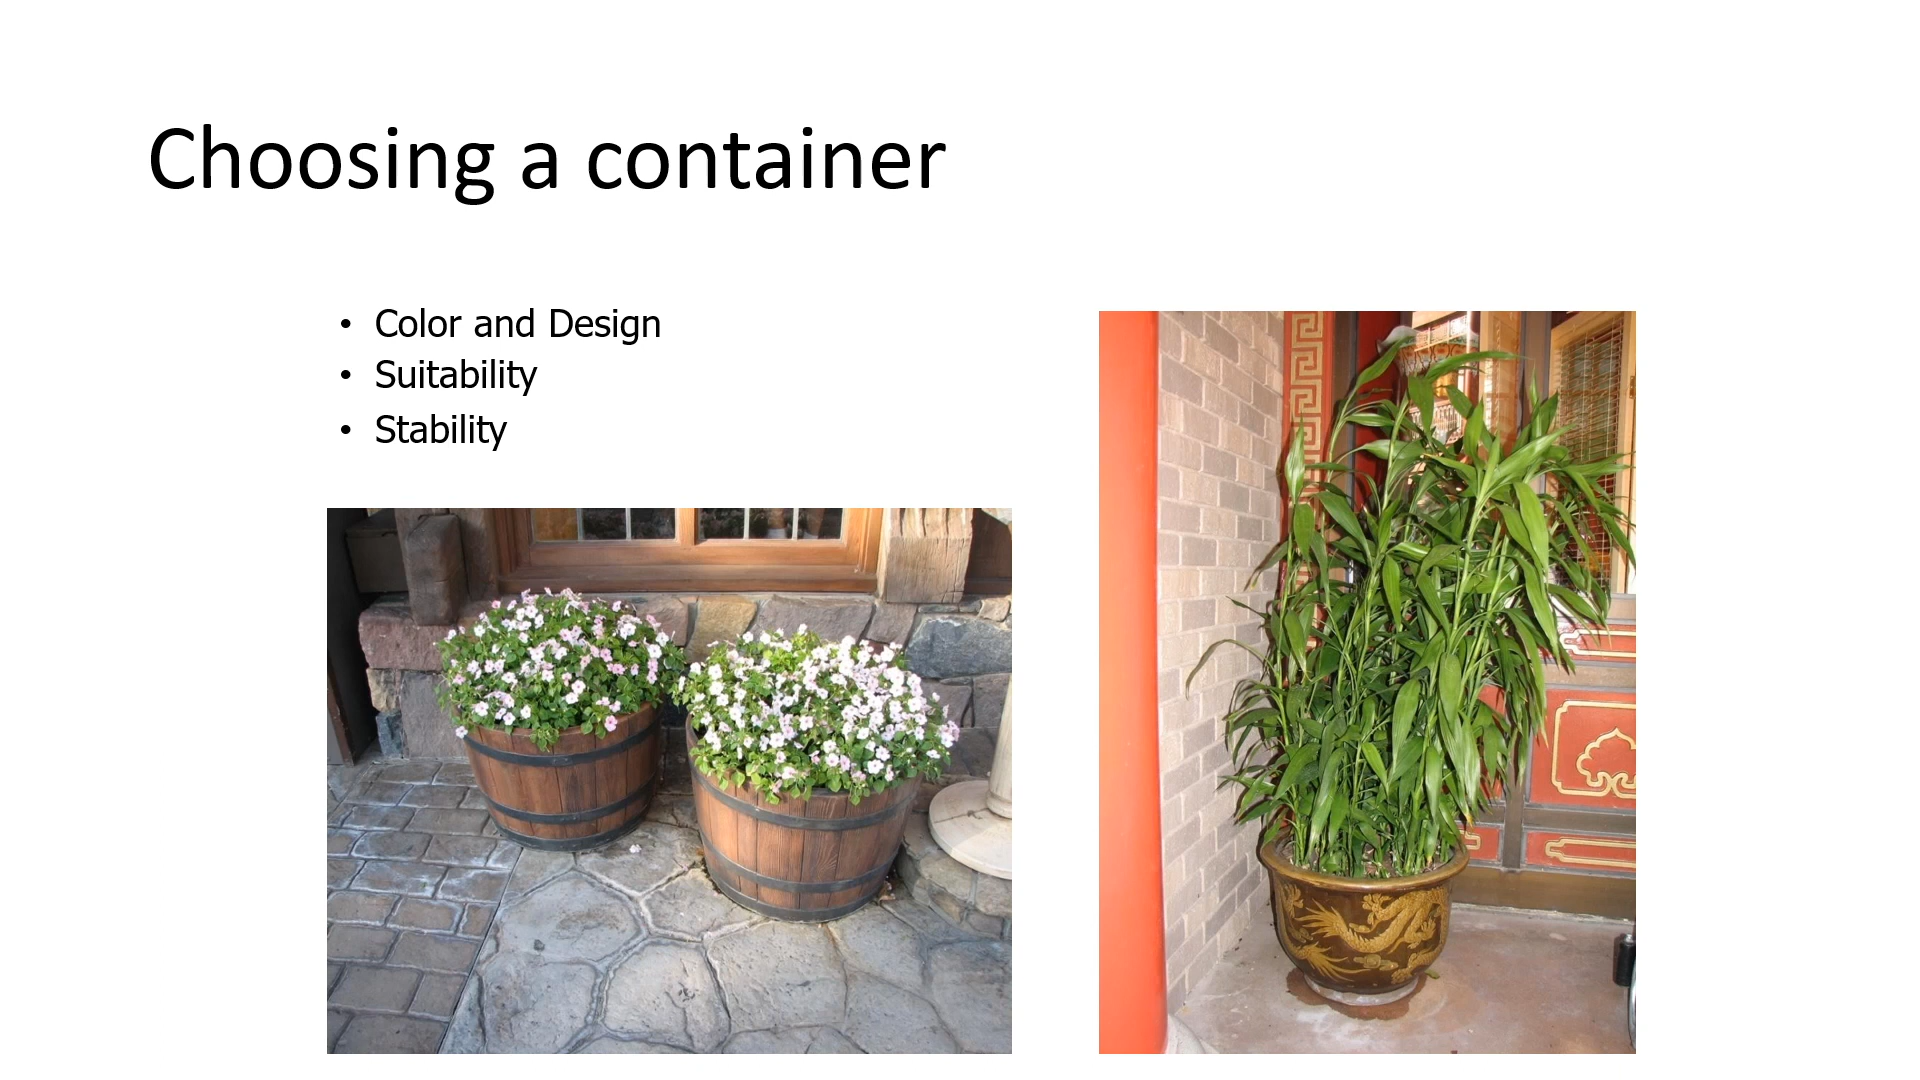 Choosing a container
• Color and Design
• Suitability
• Stability